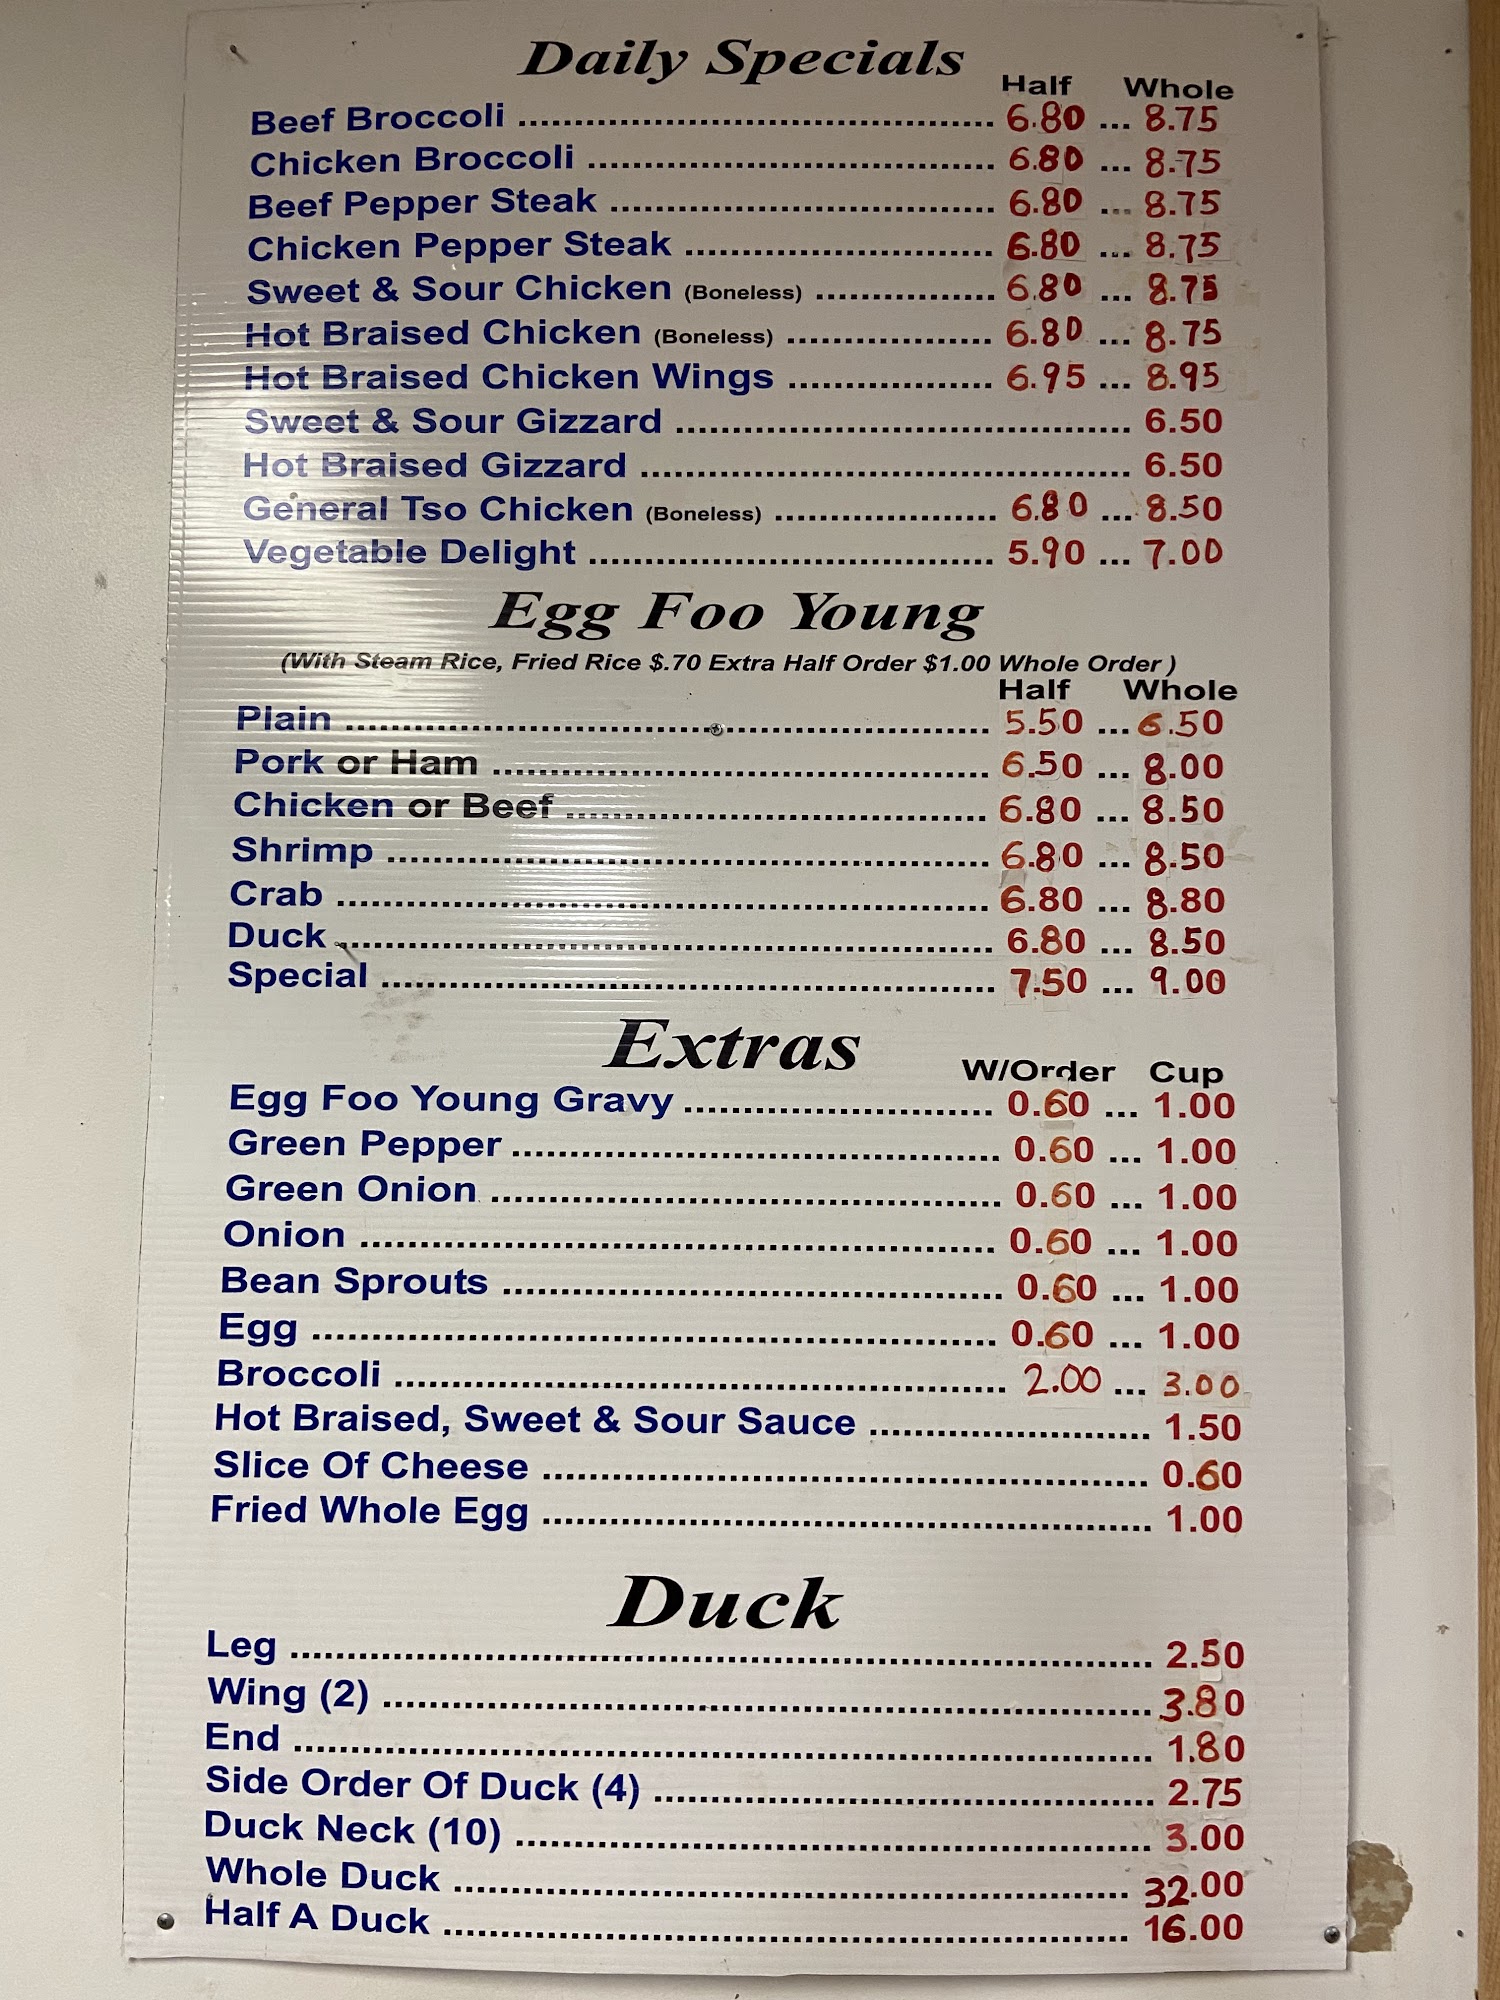 Daily Specials
Half Whole
Beef Broccoli ........................................ 6.80 ... 8.75
Chicken Broccoli ................................... 6.80 ... 8.75
Beef Pepper Steak ................................. 6.80 ... 8.75
Chicken Pepper Steak ........................... 6.80 ... 8.75
Sweet & Sour Chicken (Boneless) ................ 6.80 ... 8.75
Hot Braised Chicken (Boneless) .................. 6.80 ... 8.75
Hot Braised Chicken Wings .................. 6.95 ... 8.95
Sweet & Sour Gizzard ........................................ 6.50
Hot Braised Gizzard ........................................... 6.50
General Tso Chicken (Boneless) ................... 6.80 ... 8.50
Vegetable Delight ................................... 5.90 ... 7.00
Egg Foo Young
(With Steam Rice, Fried Rice $.70 Extra Half Order $1.00 Whole Order )
Half Whole
Plain ........................................................ 5.50 ... 6.50
Pork or Ham ........................................... 6.50 ... 8.00
Chicken or Beef ..................................... 6.80 ... 8.50
Shrimp .................................................... 6.80 ... 8.50
Crab ........................................................ 6.80 ... 8.80
Duck ........................................................ 6.80 ... 8.50
Special ..................................................... 7.50 ... 9.00
Extras
W/Order Cup
Egg Foo Young Gravy ........................... 0.60 ... 1.00
Green Pepper .......................................... 0.60 ... 1.00
Green Onion ............................................ 0.60 ... 1.00
Onion ....................................................... 0.60 ... 1.00
Bean Sprouts ........................................... 0.60 ... 1.00
Egg ........................................................... 0.60 ... 1.00
Broccoli ..................................................... 2.00 ... 3.00
Hot Braised, Sweet & Sour Sauce ........................ 1.50
Slice Of Cheese ..................................................... 0.60
Fried Whole Egg ..................................................... 1.00
Duck
Leg ........................................................................... 2.50
Wing (2) ................................................................... 3.80
End ........................................................................... 1.80
Side Order Of Duck (4) ........................................... 2.75
Duck Neck (10) ....................................................... 3.00
Whole Duck ........................................................... 32.00
Half A Duck ............................................................ 16.00